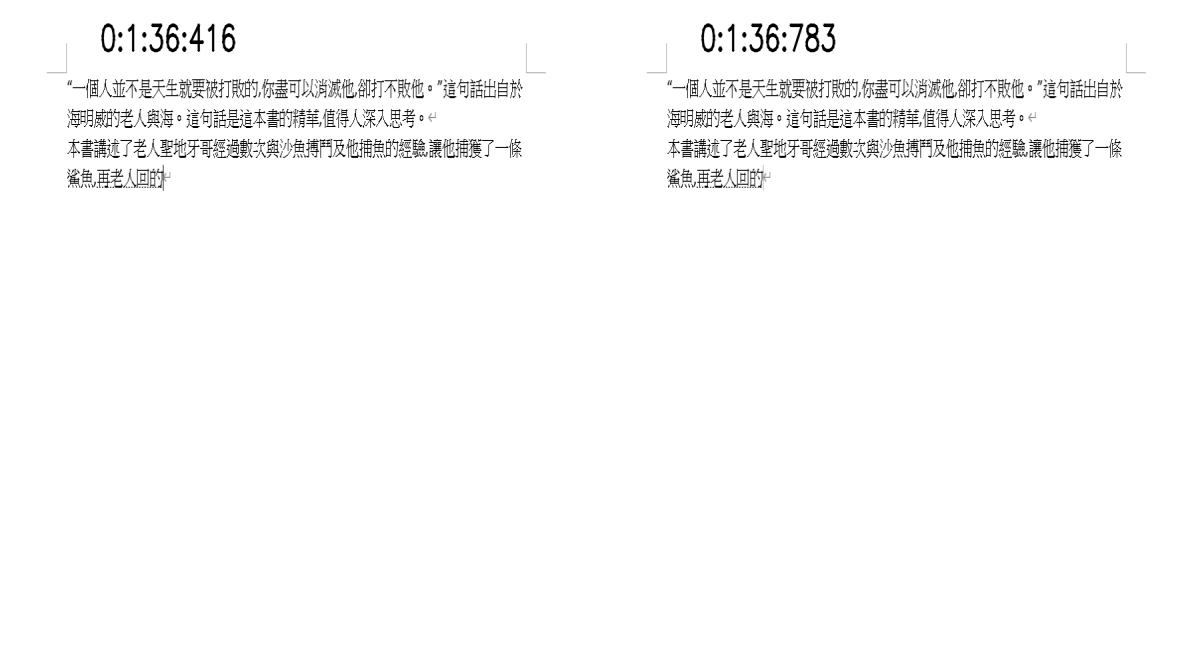 0:1:36:416
“一個人並不是天生就要被打敗的,你盡可以消滅他,卻打不敗他。”這句話出自於
海明威的老人與海。這句話是這本書的精華,值得人深入思考。
本書講述了老人聖地牙哥經過數次與沙魚搏鬥及他捕魚的經驗,讓他捕獲了一條
鯊魚,再老人回的
0:1:36:783
“一個人並不是天生就要被打敗的,你盡可以消滅他,卻打不敗他。”這句話出自於
海明威的老人與海。這句話是這本書的精華,值得人深入思考。
本書講述了老人聖地牙哥經過數次與沙魚搏鬥及他捕魚的經驗,讓他捕獲了一條
鯊魚,再老人回的